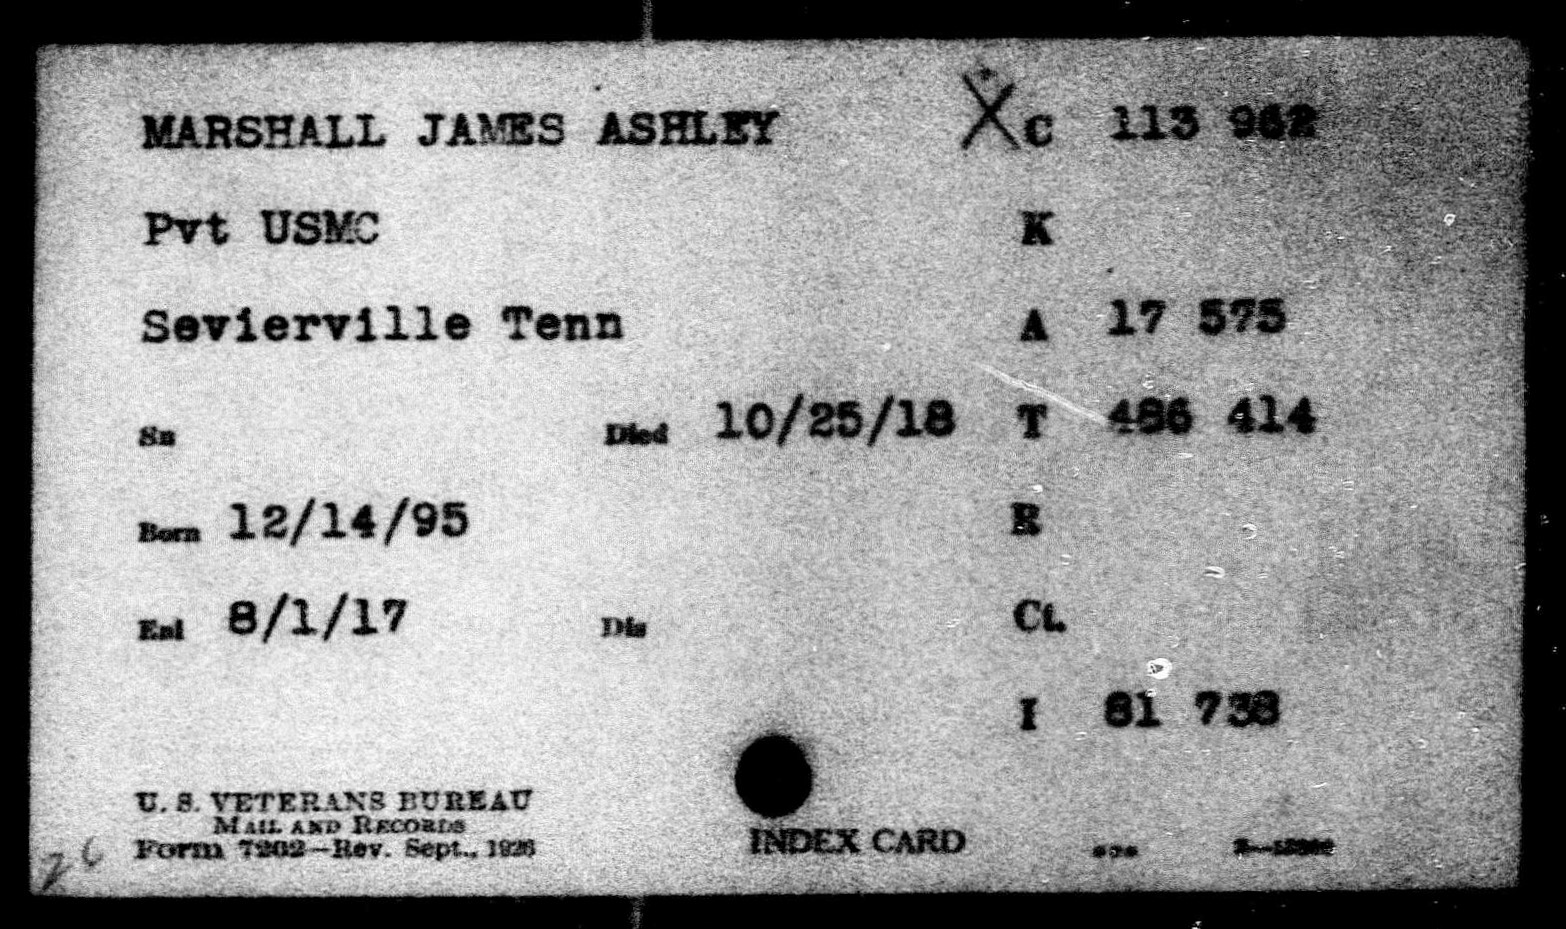 MARSHALL JAMES ASHLEY X C 113 962
Pvt USMC K
Sevierville Tenn A 17 575
Sn Died 10/25/18 T 486 414
Born 12/14/95 R
Enl 8/1/17 Dis Ct.
I 81 738
U. S. VETERANS BUREAU
MAIL AND RECORDS
Form 7202—Rev. Sept., 1926
INDEX CARD
26